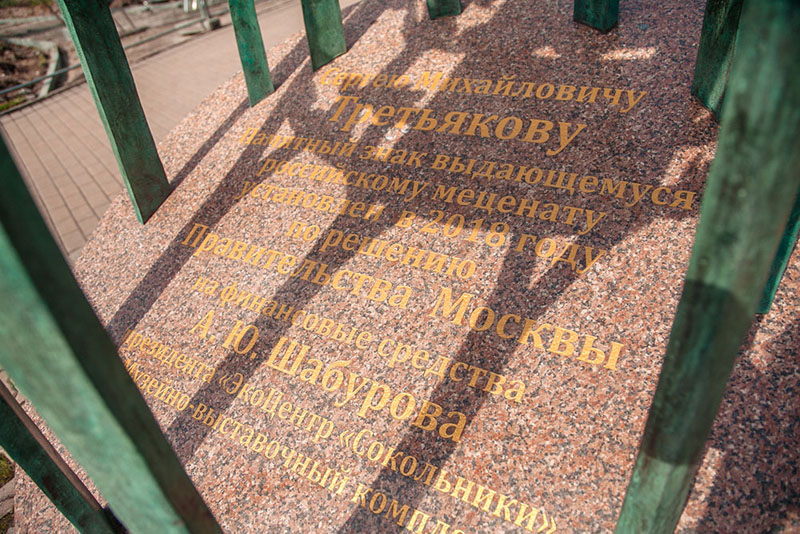 Сергею Михайловичу
Третьякову
Памятный знак выдающемуся
российскому меценату
установлен в 2018 году
по решению
Правительства Москвы
на финансовые средства
А. Ю. Шабурова
президента «ЭкоЦентр «Сокольники»
Музейно-выставочный